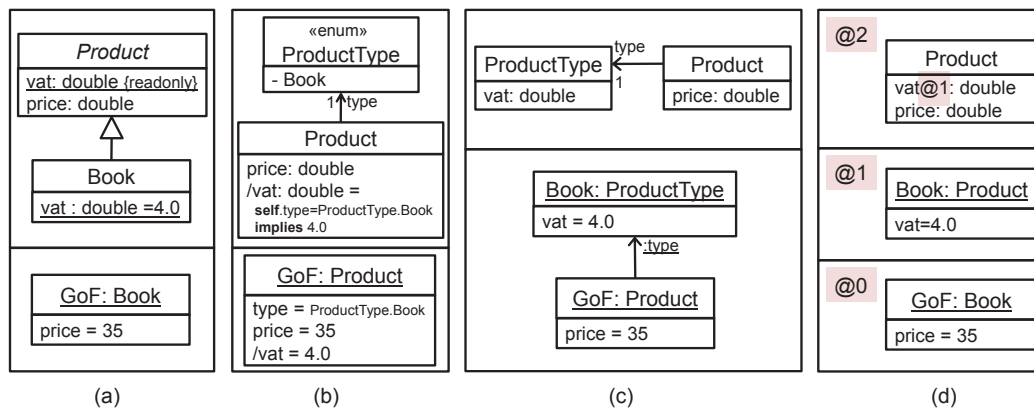 Product
vat: double {readonly}
price: double
Book
vat : double =4.0
GoF: Book
price = 35
(a)
«enum»
ProductType
- Book
1 type
Product
price: double
/vat: double =
self.type=ProductType.Book
implies 4.0
GoF: Product
type = ProductType.Book
price = 35
/vat = 4.0
(b)
ProductType
vat: double
type
1
Product
price: double
Book: ProductType
vat = 4.0
:type
GoF: Product
price = 35
(c)
@2
Product
vat@1: double
price: double
@1
Book: Product
vat=4.0
@0
GoF: Book
price = 35
(d)